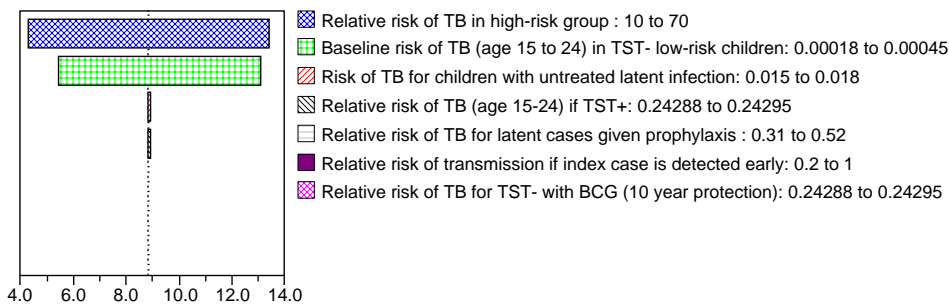 Relative risk of TB in high-risk group : 10 to 70
Baseline risk of TB (age 15 to 24) in TST- low-risk children: 0.00018 to 0.00045
Risk of TB for children with untreated latent infection: 0.015 to 0.018
Relative risk of TB (age 15-24) if TST+: 0.24288 to 0.24295
Relative risk of TB for latent cases given prophylaxis : 0.31 to 0.52
Relative risk of transmission if index case is detected early: 0.2 to 1
Relative risk of TB for TST- with BCG (10 year protection): 0.24288 to 0.24295
4.0 6.0 8.0 10.0 12.0 14.0